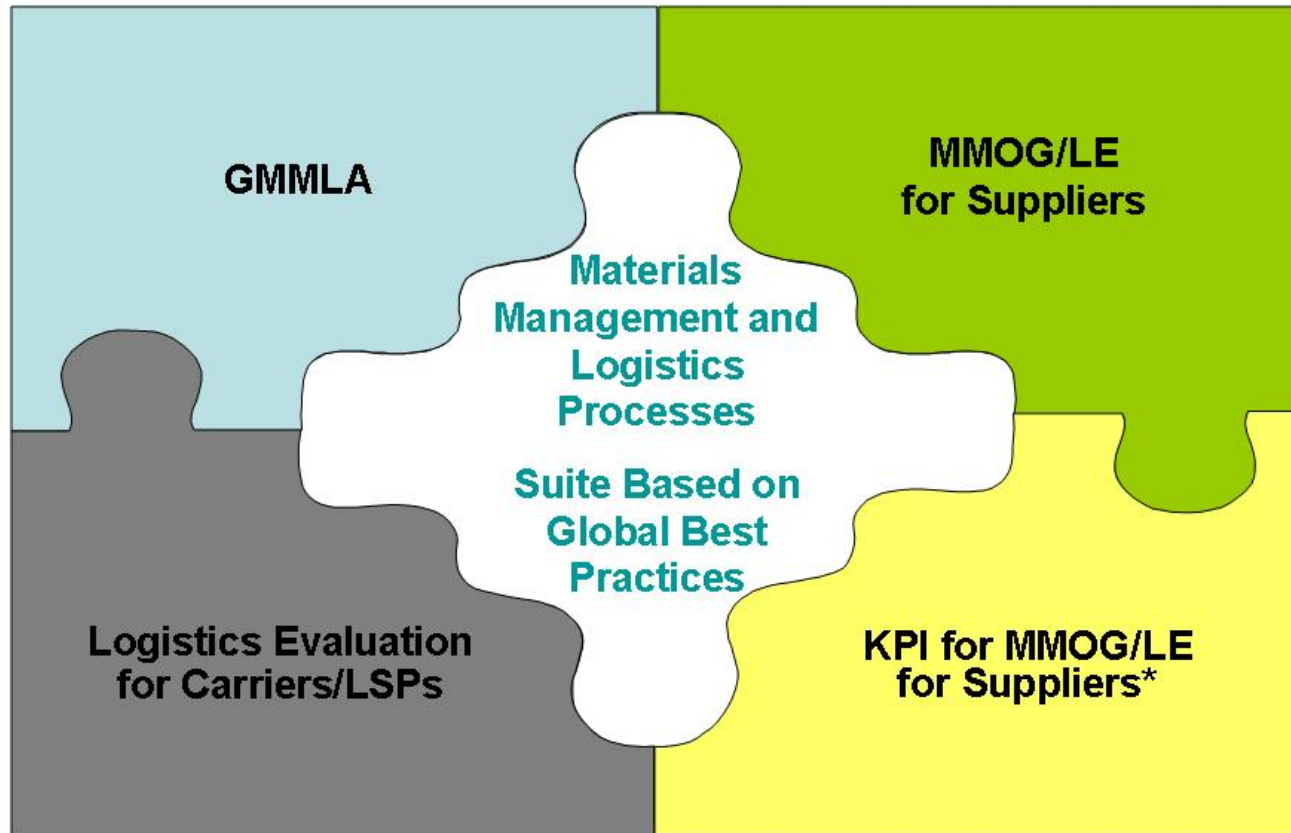 GMMLA
MMOG/LE
for Suppliers
Materials
Management and
Logistics
Processes
Suite Based on
Global Best
Practices
Logistics Evaluation
for Carriers/LSPs
KPI for MMOG/LE
for Suppliers*